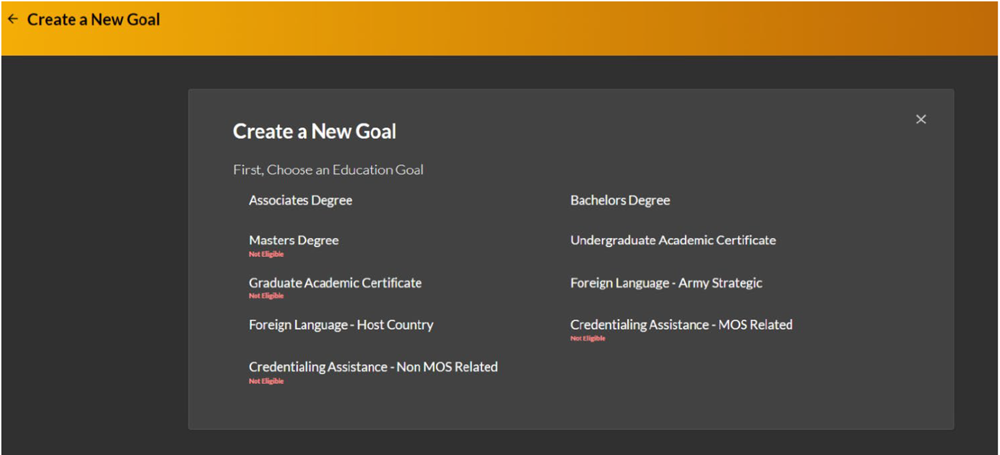 Create a New Goal
Create a New Goal
First, Choose an Education Goal
Associates Degree
Bachelors Degree
Masters Degree
Not Eligible
Undergraduate Academic Certificate
Graduate Academic Certificate
Not Eligible
Foreign Language - Army Strategic
Foreign Language - Host Country
Credentialing Assistance - MOS Related
Not Eligible
Credentialing Assistance - Non MOS Related
Not Eligible